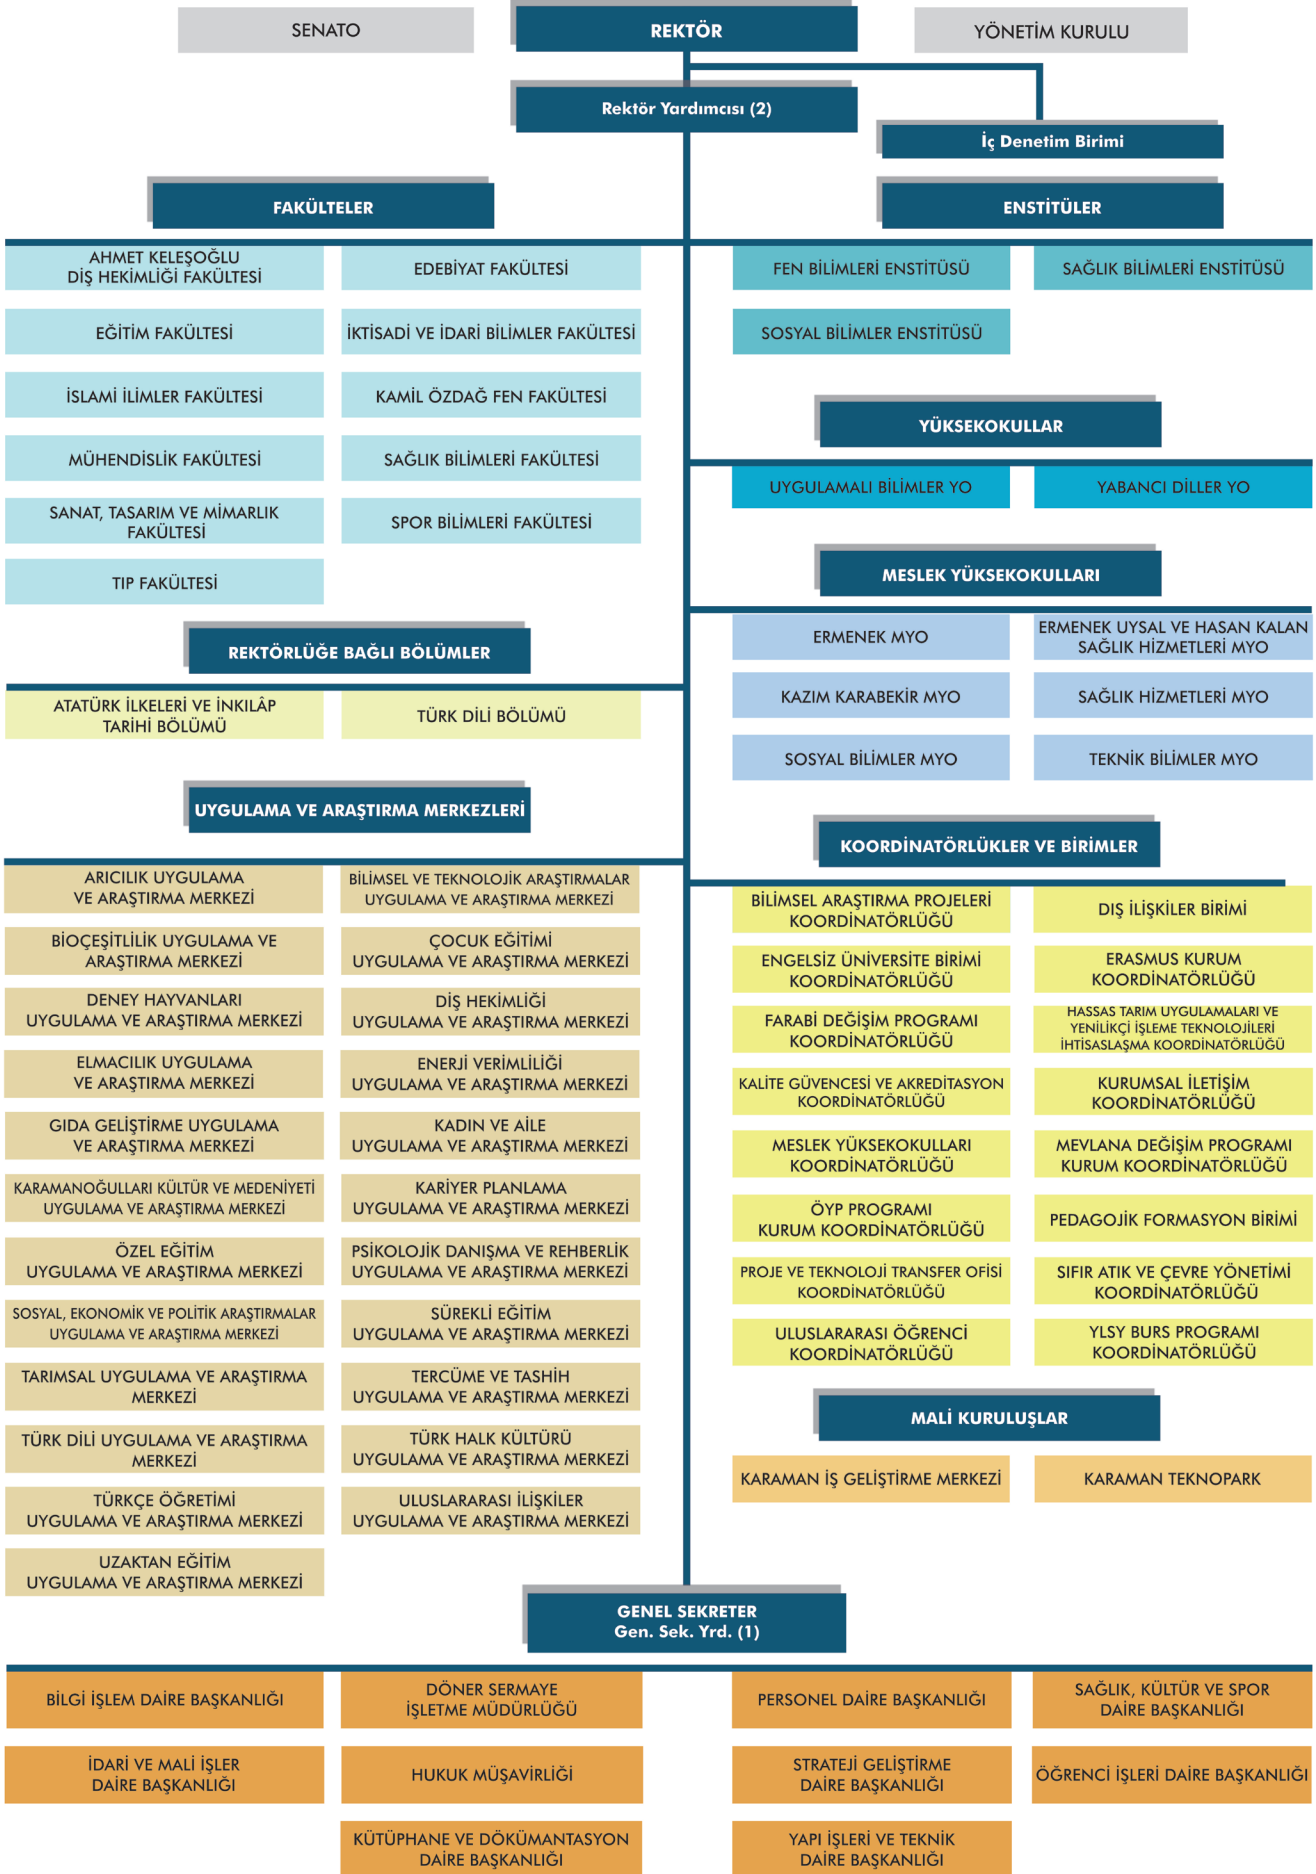 SENATO
REKTÖR
YÖNETİM KURULU
Rektör Yardımcısı (2)
İç Denetim Birimi
FAKÜLTELER
AHMET KELEŞOĞLU
DİŞ HEKİMLİĞİ FAKÜLTESİ
EDEBİYAT FAKÜLTESİ
EĞİTİM FAKÜLTESİ
İKTİSADİ VE İDARİ BİLİMLER FAKÜLTESİ
İSLAMİ İLİMLER FAKÜLTESİ
KAMİL ÖZDAĞ FEN FAKÜLTESİ
MÜHENDİSLİK FAKÜLTESİ
SAĞLIK BİLİMLERİ FAKÜLTESİ
SANAT, TASARIM VE MİMARLIK
FAKÜLTESİ
SPOR BİLİMLERİ FAKÜLTESİ
TIP FAKÜLTESİ
REKTÖRLÜĞE BAĞLI BÖLÜMLER
ATATÜRK İLKELERİ VE İNKILÂP
TARİHİ BÖLÜMÜ
TÜRK DİLİ BÖLÜMÜ
UYGULAMA VE ARAŞTIRMA MERKEZLERİ
ARICILIK UYGULAMA
VE ARAŞTIRMA MERKEZİ
BİLİMSEL VE TEKNOLOJİK ARAŞTIRMALAR
UYGULAMA VE ARAŞTIRMA MERKEZİ
BİOÇEŞİTLİLİK UYGULAMA VE
ARAŞTIRMA MERKEZİ
ÇOCUK EĞİTİMİ
UYGULAMA VE ARAŞTIRMA MERKEZİ
DENEY HAYVANLARI
UYGULAMA VE ARAŞTIRMA MERKEZİ
DİŞ HEKİMLİĞİ
UYGULAMA VE ARAŞTIRMA MERKEZİ
ELMACILIK UYGULAMA
VE ARAŞTIRMA MERKEZİ
ENERJİ VERİMLİLİĞİ
UYGULAMA VE ARAŞTIRMA MERKEZİ
GIDA GELİŞTİRME UYGULAMA
VE ARAŞTIRMA MERKEZİ
KADIN VE AİLE
UYGULAMA VE ARAŞTIRMA MERKEZİ
KARAMANOĞULLARI KÜLTÜR VE MEDENİYETİ
UYGULAMA VE ARAŞTIRMA MERKEZİ
KARİYER PLANLAMA
UYGULAMA VE ARAŞTIRMA MERKEZİ
ÖZEL EĞİTİM
UYGULAMA VE ARAŞTIRMA MERKEZİ
PSİKOLOJİK DANIŞMA VE REHBERLİK
UYGULAMA VE ARAŞTIRMA MERKEZİ
SOSYAL, EKONOMİK VE POLİTİK ARAŞTIRMALAR
UYGULAMA VE ARAŞTIRMA MERKEZİ
SÜREKLİ EĞİTİM
UYGULAMA VE ARAŞTIRMA MERKEZİ
TARIMSAL UYGULAMA VE ARAŞTIRMA
MERKEZİ
TERCÜME VE TASHİH
UYGULAMA VE ARAŞTIRMA MERKEZİ
TÜRK DİLİ UYGULAMA VE ARAŞTIRMA
MERKEZİ
TÜRK HALK KÜLTÜRÜ
UYGULAMA VE ARAŞTIRMA MERKEZİ
TÜRKÇE ÖĞRETİMİ
UYGULAMA VE ARAŞTIRMA MERKEZİ
ULUSLARARASI İLİŞKİLER
UYGULAMA VE ARAŞTIRMA MERKEZİ
UZAKTAN EĞİTİM
UYGULAMA VE ARAŞTIRMA MERKEZİ
ENSTİTÜLER
FEN BİLİMLERİ ENSTİTÜSÜ
SAĞLIK BİLİMLERİ ENSTİTÜSÜ
SOSYAL BİLİMLER ENSTİTÜSÜ
YÜKSEKOKULLAR
UYGULAMALI BİLİMLER YO
YABANCI DİLLER YO
MESLEK YÜKSEKOKULLARI
ERMENEK MYO
ERMENEK UYSAL VE HASAN KALAN
SAĞLIK HİZMETLERİ MYO
KAZIM KARABEKİR MYO
SAĞLIK HİZMETLERİ MYO
SOSYAL BİLİMLER MYO
TEKNİK BİLİMLER MYO
KOORDİNATÖRLÜKLER VE BİRİMLER
BİLİMSEL ARAŞTIRMA PROJELERİ
KOORDİNATÖRLÜĞÜ
DIŞ İLİŞKİLER BİRİMİ
ENGELSİZ ÜNİVERSİTE BİRİMİ
KOORDİNATÖRLÜĞÜ
ERASMUS KURUM
KOORDİNATÖRLÜĞÜ
FARABİ DEĞİŞİM PROGRAMI
KOORDİNATÖRLÜĞÜ
HASSAS TARIM UYGULAMALARI VE
YENİLİKÇİ İŞLEME TEKNOLOJİLERİ
İHTİSASLAŞMA KOORDİNATÖRLÜĞÜ
KALİTE GÜVENCESİ VE AKREDİTASYON
KOORDİNATÖRLÜĞÜ
KURUMSAL İLETİŞİM
KOORDİNATÖRLÜĞÜ
MESLEK YÜKSEKOKULLARI
KOORDİNATÖRLÜĞÜ
MEVLANA DEĞİŞİM PROGRAMI
KURUM KOORDİNATÖRLÜĞÜ
ÖYP PROGRAMI
KURUM KOORDİNATÖRLÜĞÜ
PEDAGOJİK FORMASYON BİRİMİ
PROJE VE TEKNOLOJİ TRANSFER OFİSİ
KOORDİNATÖRLÜĞÜ
SIFIR ATIK VE ÇEVRE YÖNETİMİ
KOORDİNATÖRLÜĞÜ
ULUSLARARASI ÖĞRENCİ
KOORDİNATÖRLÜĞÜ
YLSY BURS PROGRAMI
KOORDİNATÖRLÜĞÜ
MALİ KURULUŞLAR
KARAMAN İŞ GELİŞTİRME MERKEZİ
KARAMAN TEKNOPARK
GENEL SEKRETER
Gen. Sek. Yrd. (1)
BİLGİ İŞLEM DAİRE BAŞKANLIĞI
DÖNER SERMAYE
İŞLETME MÜDÜRLÜĞÜ
PERSONEL DAİRE BAŞKANLIĞI
SAĞLIK, KÜLTÜR VE SPOR
DAİRE BAŞKANLIĞI
İDARİ VE MALİ İŞLER
DAİRE BAŞKANLIĞI
HUKUK MÜŞAVİRLİĞİ
STRATEJİ GELİŞTİRME
DAİRE BAŞKANLIĞI
ÖĞRENCİ İŞLERİ DAİRE BAŞKANLIĞI
KÜTÜPHANE VE DÖKÜMANTASYON
DAİRE BAŞKANLIĞI
YAPI İŞLERİ VE TEKNİK
DAİRE BAŞKANLIĞI